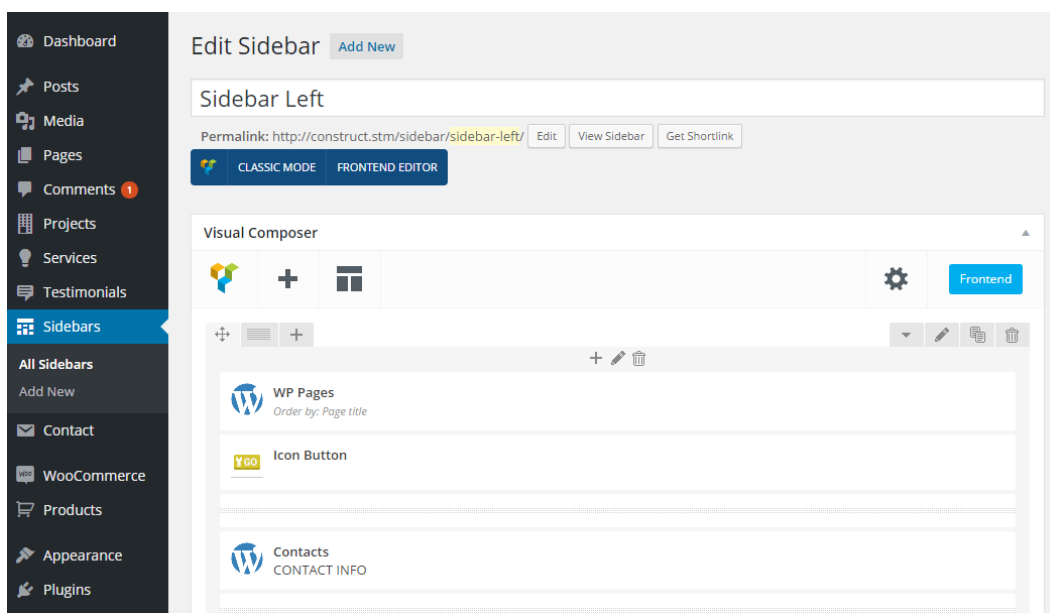 Dashboard
Posts
Media
Pages
Comments 1
Projects
Services
Testimonials
Sidebars
All Sidebars
Add New
Contact
WooCommerce
Products
Appearance
Plugins
Edit Sidebar Add New
Sidebar Left
Permalink: http://construct.stm/sidebar/sidebar-left/ Edit View Sidebar Get Shortlink
CLASSIC MODE FRONTEND EDITOR
Visual Composer
Frontend
WP Pages
Order by: Page title
GO Icon Button
Contacts
CONTACT INFO